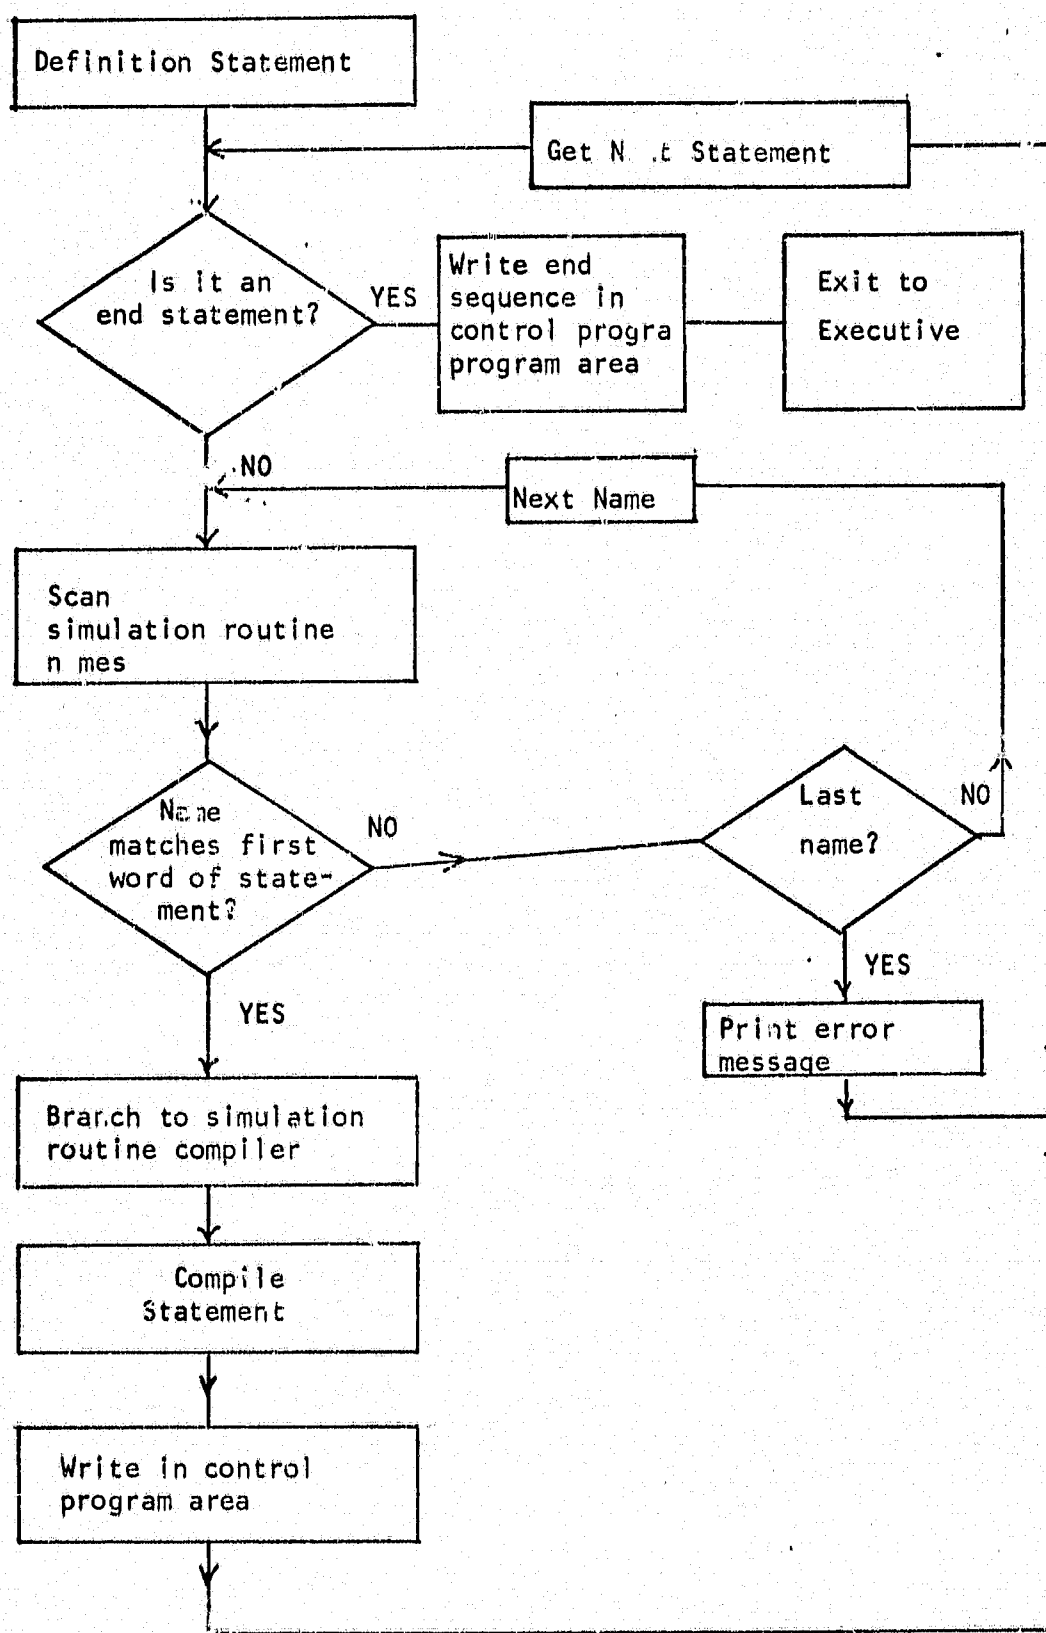 Definition Statement
Get N .t Statement
Is it an
end statement?
YES
Write end
sequence in
control progra
program area
Exit to
Executive
NO
Next Name
Scan
simulation routine
n mes
Name
matches first
word of state-
ment?
NO
Last
name?
NO
YES
YES
Print error
message
Branch to simulation
routine compiler
Compile
Statement
Write in control
program area